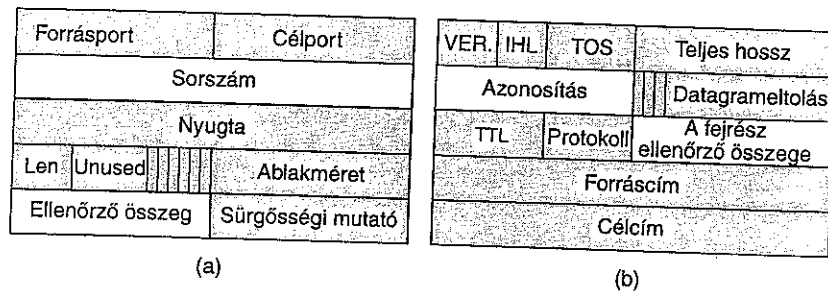 Forrásport Célport
Sorszám
Nyugta
Len Unused Ablakméret
Ellenőrző összeg Sürgősségi mutató
(a)
VER. IHL TOS Teljes hossz
Azonosítás Datagrameltolás
TTL Protokoll A fejrész
ellenőrző összege
Forráscím
Célcím
(b)